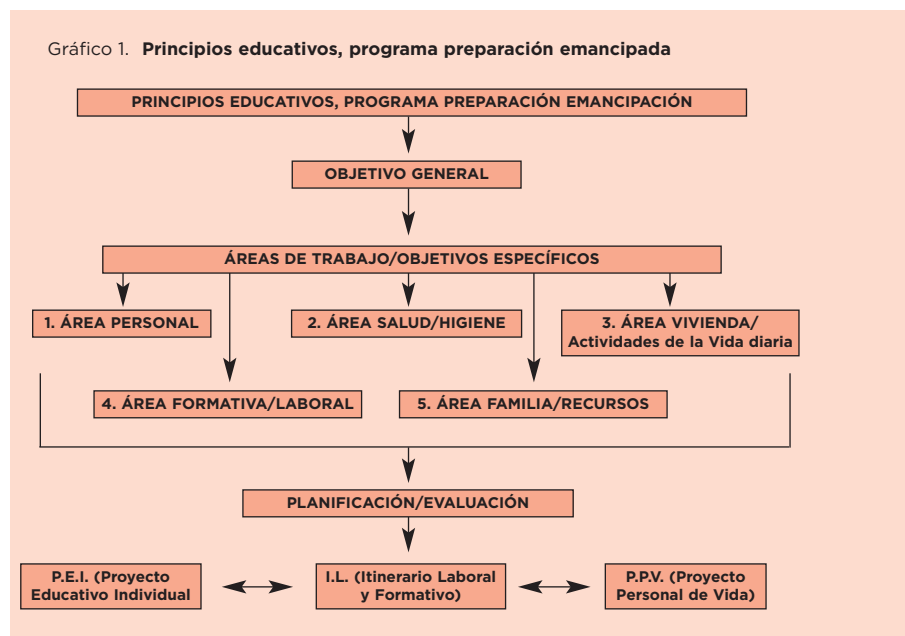 Gráfico 1. Principios educativos, programa preparación emancipada
PRINCIPIOS EDUCATIVOS, PROGRAMA PREPARACIÓN EMANCIPACIÓN
OBJETIVO GENERAL
ÁREAS DE TRABAJO/OBJETIVOS ESPECÍFICOS
1. ÁREA PERSONAL
2. ÁREA SALUD/HIGIENE
3. ÁREA VIVIENDA/
Actividades de la Vida diaria
4. ÁREA FORMATIVA/LABORAL
5. ÁREA FAMILIA/RECURSOS
PLANIFICACIÓN/EVALUACIÓN
P.E.I. (Proyecto
Educativo Individual
I.L. (Itinerario Laboral
y Formativo)
P.P.V. (Proyecto
Personal de Vida)